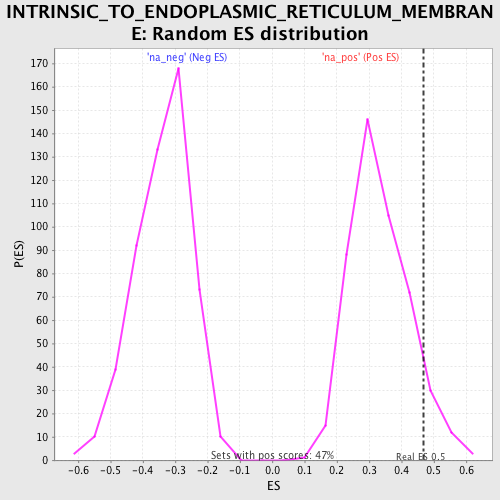 INTRINSIC_TO_ENDOPLASMIC_RETICULUM_MEMBRAN
E: Random ES distribution
'na_neg' (Neg ES)
'na_pos' (Pos ES)
170
160
150
140
130
120
110
100
90
80
70
60
50
40
30
20
10
0
P(ES)
Sets with pos scores: 47%
Real ES 0.5
-0.6 -0.5 -0.4 -0.3 -0.2 -0.1 0.0 0.1 0.2 0.3 0.4 0.5 0.6
ES